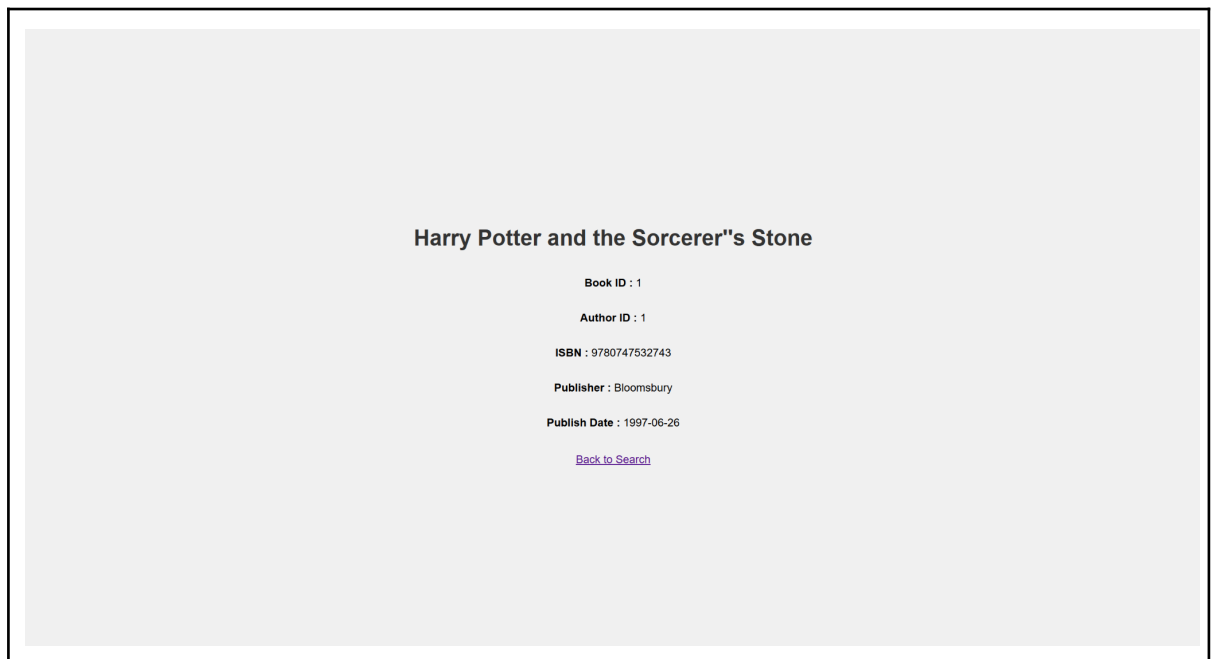 Harry Potter and the Sorcerer''s Stone
Book ID : 1
Author ID : 1
ISBN : 9780747532743
Publisher : Bloomsbury
Publish Date : 1997-06-26
Back to Search